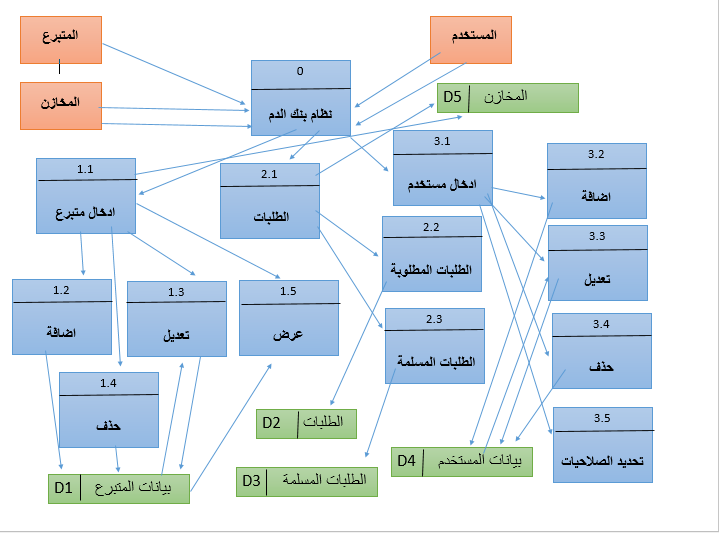 المتبرع
المستخدم
المخازن
0
نظام بنك الدم
D5
المخازن
1.1
ادخال متبرع
2.1
الطلبات
3.1
ادخال مستخدم
3.2
اضافة
2.2
الطلبات المطلوبة
3.3
تعديل
1.2
اضافة
1.3
تعديل
1.5
عرض
2.3
الطلبات المسلمة
3.4
حذف
1.4
حذف
D2
الطلبات
3.5
تحديد الصلاحيات
D4
بيانات المستخدم
D3
الطلبات المسلمة
D1
بيانات المتبرع